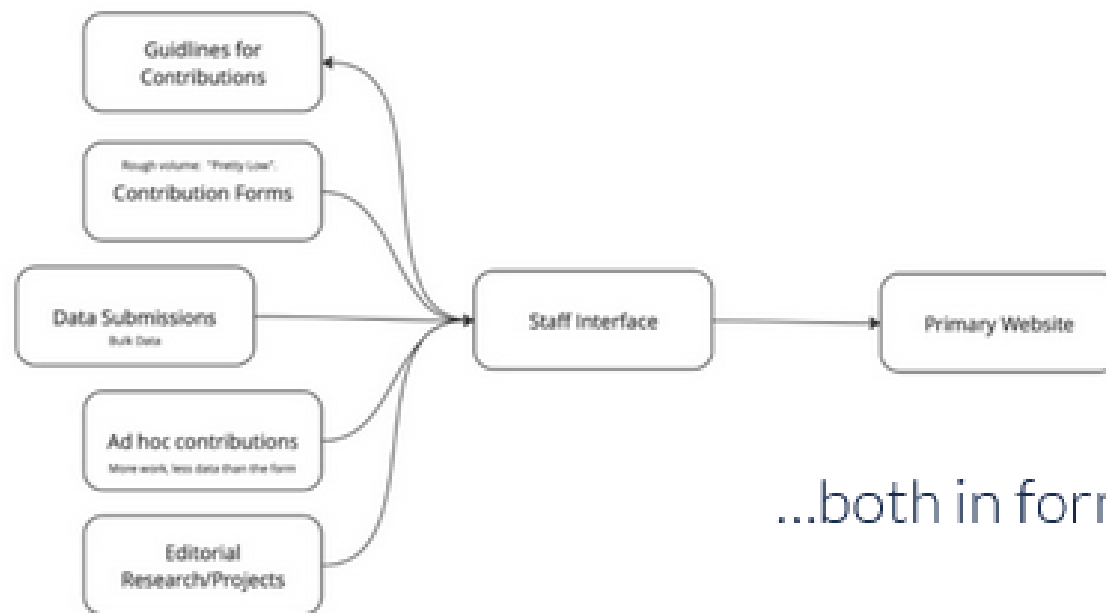 Guidlines for
Contributions
Rough volume: "Pretty Low".
Contribution Forms
Data Submissions
Bulk Data
Ad hoc contributions
More work, less data than the form
Editorial
Research/Projects
Staff Interface
Primary Website
...both in for